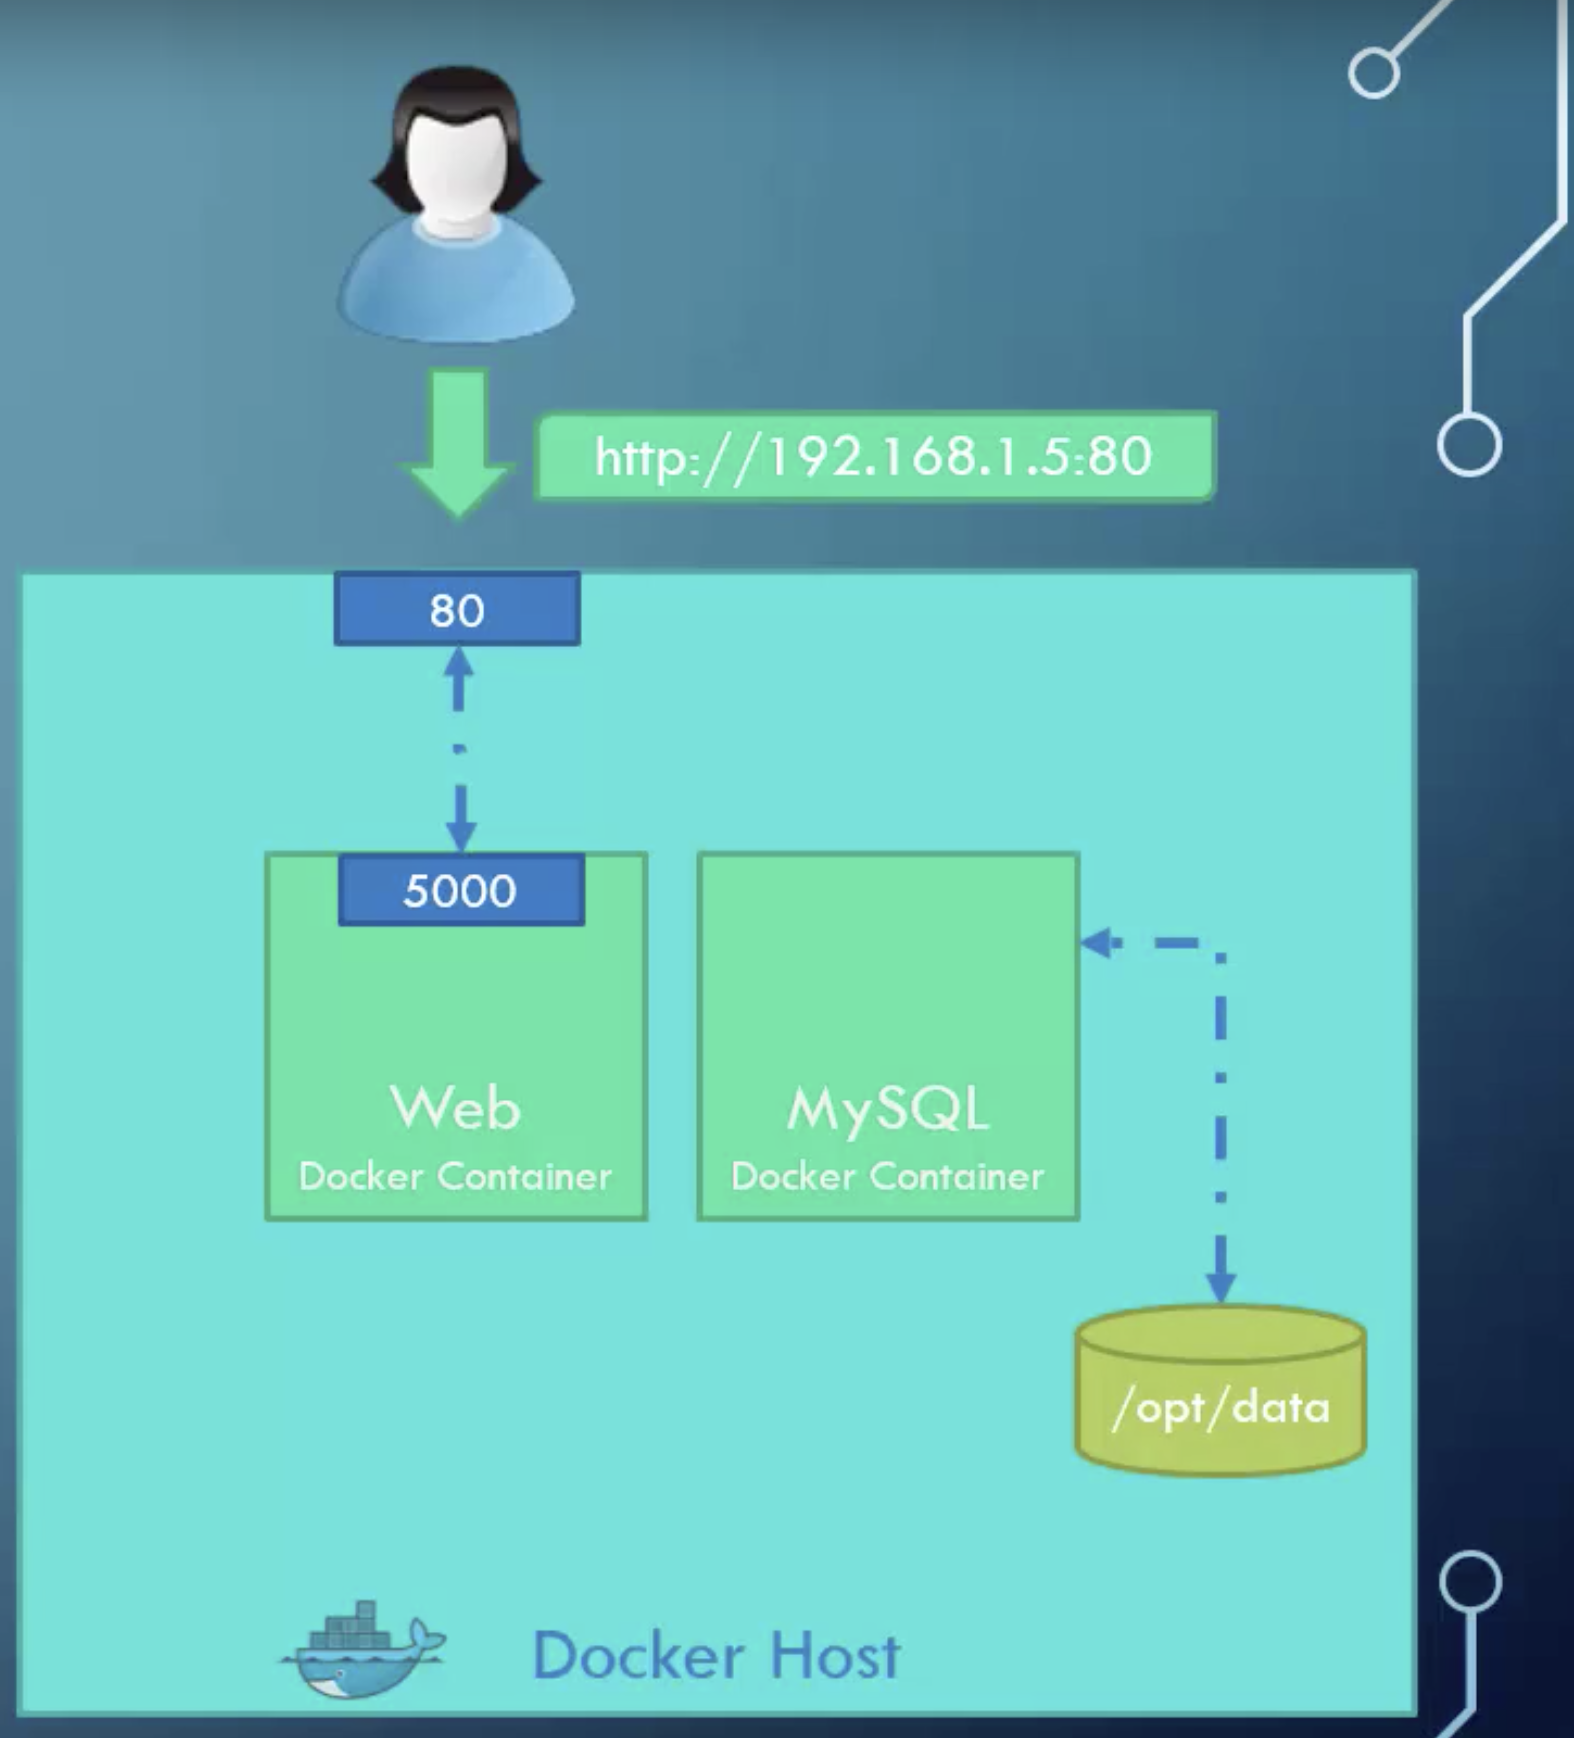 http://192.168.1.5:80
80
5000
Web
Docker Container
MySQL
Docker Container
/opt/data
Docker Host